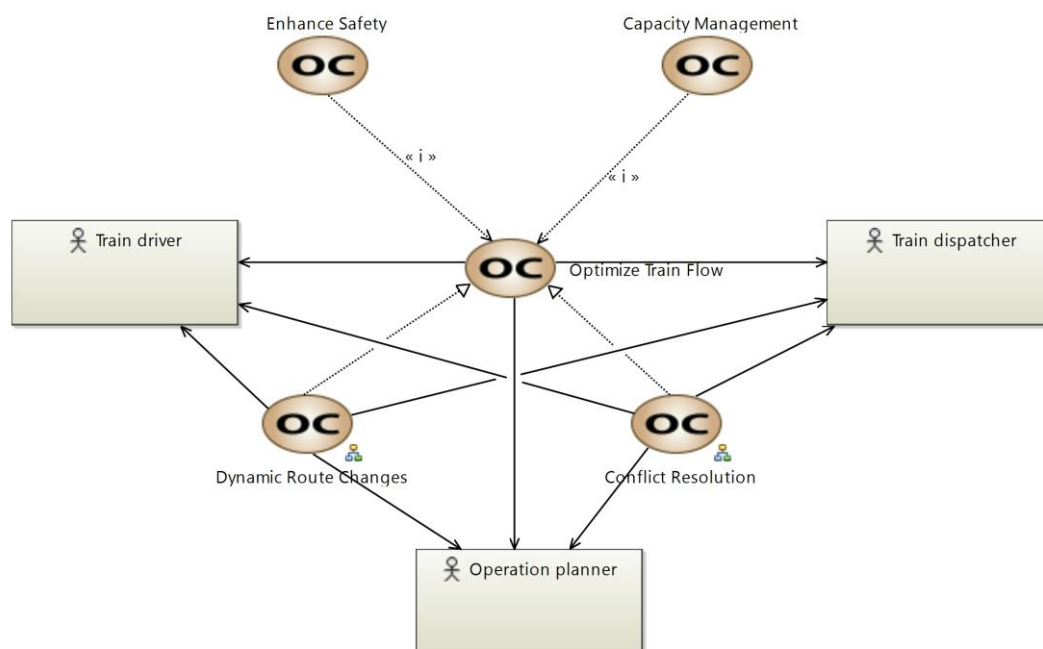 Enhance Safety
Capacity Management
OC
OC
« i »
« i »
Train driver
Train dispatcher
OC
Optimize Train Flow
OC
OC
Dynamic Route Changes
Conflict Resolution
Operation planner